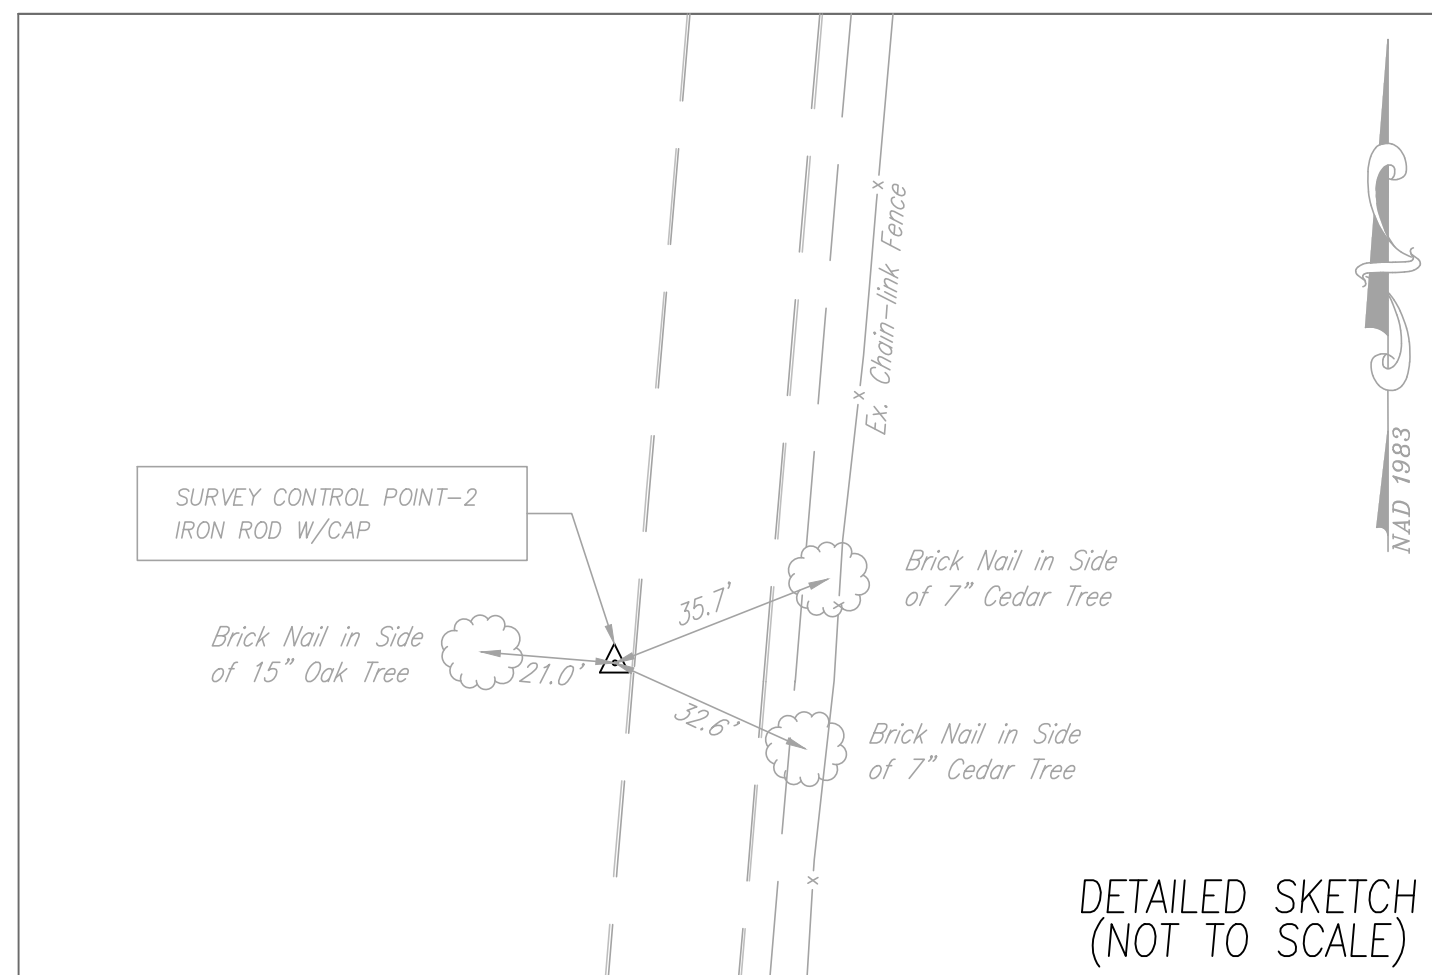 Ex. Chain-link Fence
NAD 1983
SURVEY CONTROL POINT-2
IRON ROD W/CAP
Brick Nail in Side
of 7" Cedar Tree
35.7'
Brick Nail in Side
of 15" Oak Tree
21.0'
32.6'
Brick Nail in Side
of 7" Cedar Tree
DETAILED SKETCH
(NOT TO SCALE)